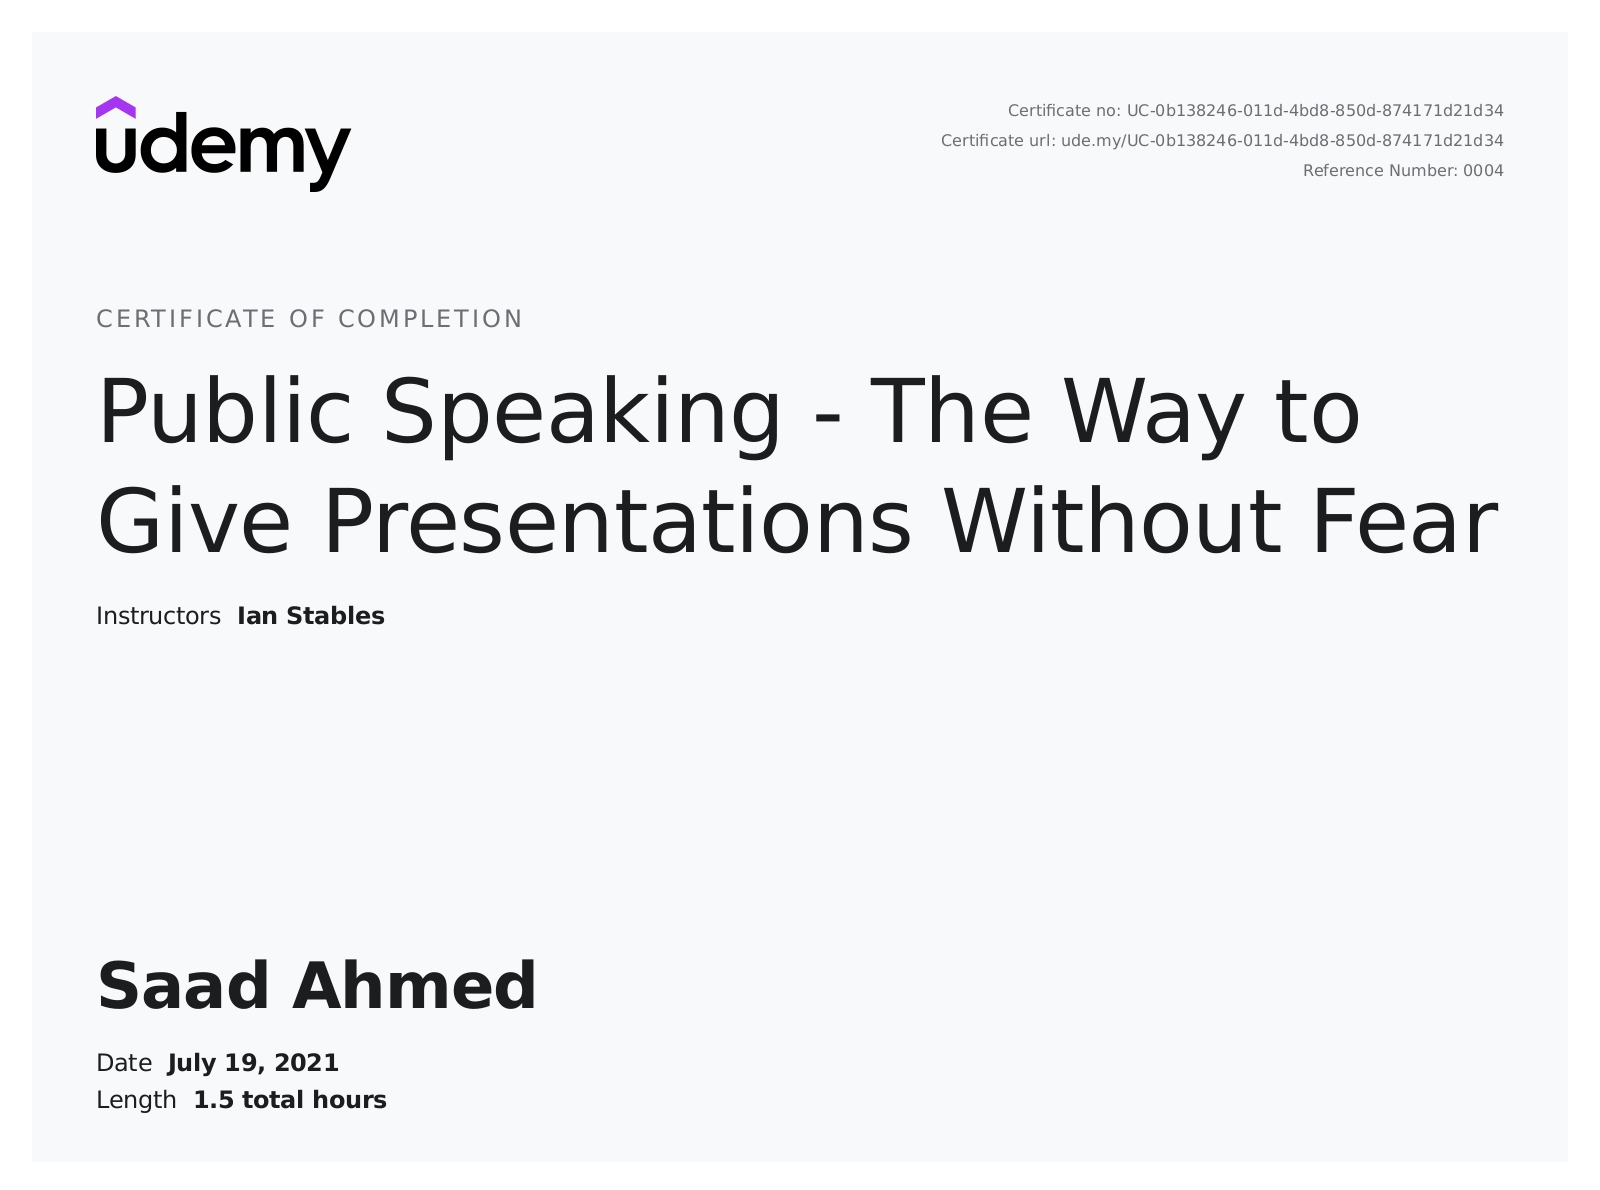 udemy
Certificate no: UC-0b138246-011d-4bd8-850d-874171d21d34
Certificate url: ude.my/UC-0b138246-011d-4bd8-850d-874171d21d34
Reference Number: 0004
CERTIFICATE OF COMPLETION
Public Speaking - The Way to
Give Presentations Without Fear
Instructors Ian Stables
Saad Ahmed
Date July 19, 2021
Length 1.5 total hours